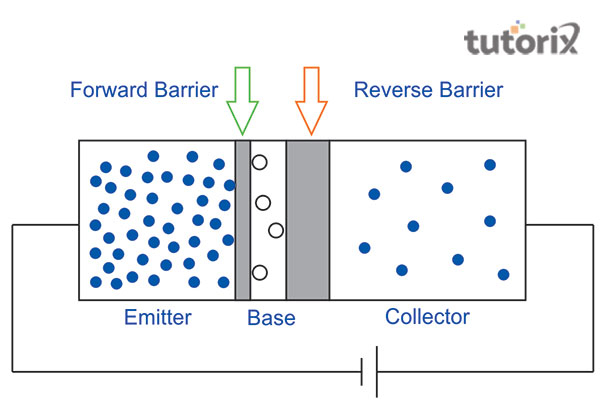 tutorix
Forward Barrier
Reverse Barrier
Emitter
Base
Collector